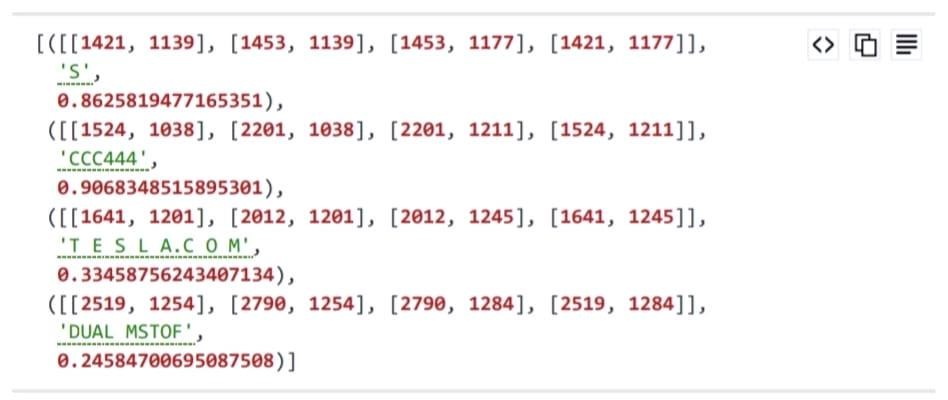 [([[1421, 1139], [1453, 1139], [1453, 1177], [1421, 1177]],
'S',
0.8625819477165351),
([[1524, 1038], [2201, 1038], [2201, 1211], [1524, 1211]],
'CCC444',
0.9068348515895301),
([[1641, 1201], [2012, 1201], [2012, 1245], [1641, 1245]],
'T E S L A.C O M',
0.33458756243407134),
([[2519, 1254], [2790, 1254], [2790, 1284], [2519, 1284]],
'DUAL MSTOF',
0.24584700695087508)]